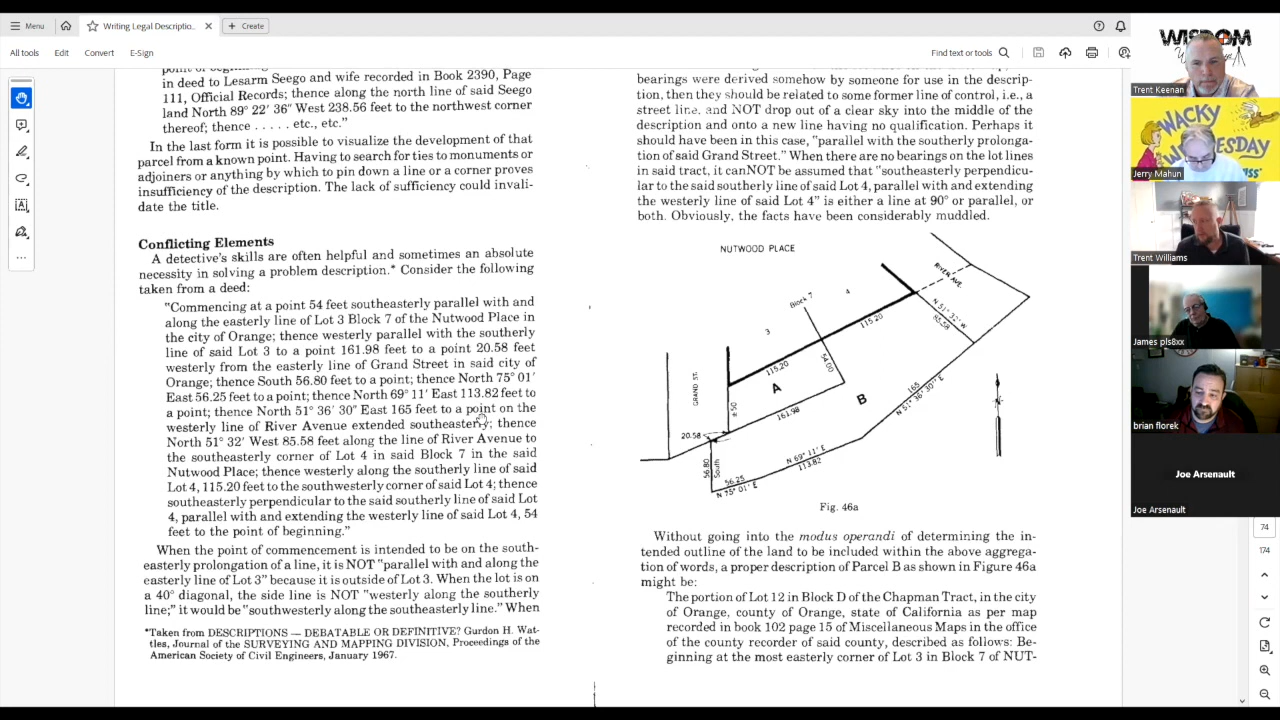 Menu
Writing Legal Descriptio...
Create
All tools
Edit
Convert
E-Sign
Find text or tools
in deed to Lesarm Seego and wife recorded in Book 2390, Page
111, Official Records; thence along the north line of said Seego
land North 89° 22′ 36″ West 238.56 feet to the northwest corner
thereof; thence . . . . . etc., etc."
In the last form it is possible to visualize the development of that
parcel from a known point. Having to search for ties to monuments or
adjoiners or anything by which to pin down a line or a corner proves
insufficiency of the description. The lack of sufficiency could invali-
date the title.
Conflicting Elements
A detective's skills are often helpful and sometimes an absolute
necessity in solving a problem description.* Consider the following
taken from a deed:
"Commencing at a point 54 feet southeasterly parallel with and
along the easterly line of Lot 3 Block 7 of the Nutwood Place in
the city of Orange; thence westerly parallel with the southerly
line of said Lot 3 to a point 161.98 feet to a point 20.58 feet
westerly from the easterly line of Grand Street in said city of
Orange; thence South 56.80 feet to a point; thence North 75° 01′
East 56.25 feet to a point; thence North 69° 11′ East 113.82 feet to
a point; thence North 51° 36′ 30″ East 165 feet to a point on the
westerly line of River Avenue extended southeasterly; thence
North 51° 32′ West 85.58 feet along the line of River Avenue to
the southeasterly corner of Lot 4 in said Block 7 in the said
Nutwood Place; thence westerly along the southerly line of said
Lot 4, 115.20 feet to the southwesterly corner of said Lot 4; thence
southeasterly perpendicular to the said southerly line of said Lot
4, parallel with and extending the westerly line of said Lot 4, 54
feet to the point of beginning."
When the point of commencement is intended to be on the south-
easterly prolongation of a line, it is NOT "parallel with and along the
easterly line of Lot 3" because it is outside of Lot 3. When the lot is on
a 40° diagonal, the side line is NOT "westerly along the southerly
line;" it would be "southwesterly along the southeasterly line." When
*Taken from DESCRIPTIONS — DEBATABLE OR DEFINITIVE? Gurdon H. Wat-
tles, Journal of the SURVEYING AND MAPPING DIVISION, Proceedings of the
American Society of Civil Engineers, January 1967.
bearings were derived somehow by someone for use in the descrip-
tion, then they should be related to some former line of control, i.e., a
street line, and NOT drop out of a clear sky into the middle of the
description and onto a new line having no qualification. Perhaps it
should have been in this case, "parallel with the southerly prolonga-
tion of said Grand Street." When there are no bearings on the lot lines
in said tract, it canNOT be assumed that "southeasterly perpendicu-
lar to the said southerly line of said Lot 4, parallel with and extending
the westerly line of said Lot 4" is either a line at 90° or parallel, or
both. Obviously, the facts have been considerably muddled.
NUTWOOD PLACE
RIVER AVE.
Block 7
4
3
N 51° 32′ W
85.58
115.20
115.20
54.00
GRAND ST.
A
B
±50
161.98
165
N 51° 36′ 30″ E
20.58
56.80
South
N 69° 11′ E
113.82
56.25
N 75° 01′ E
Fig. 46a
Without going into the modus operandi of determining the in-
tended outline of the land to be included within the above aggrega-
tion of words, a proper description of Parcel B as shown in Figure 46a
might be:
The portion of Lot 12 in Block D of the Chapman Tract, in the city
of Orange, county of Orange, state of California as per map
recorded in book 102 page 15 of Miscellaneous Maps in the office
of the county recorder of said county, described as follows: Be-
ginning at the most easterly corner of Lot 3 in Block 7 of NUT-
74
174
WISDOM
Trent Keenan
WACKY
WEDNESDAY
Jerry Mahun
Trent Williams
James pls8xx
brian florek
Joe Arsenault
Joe Arsenault